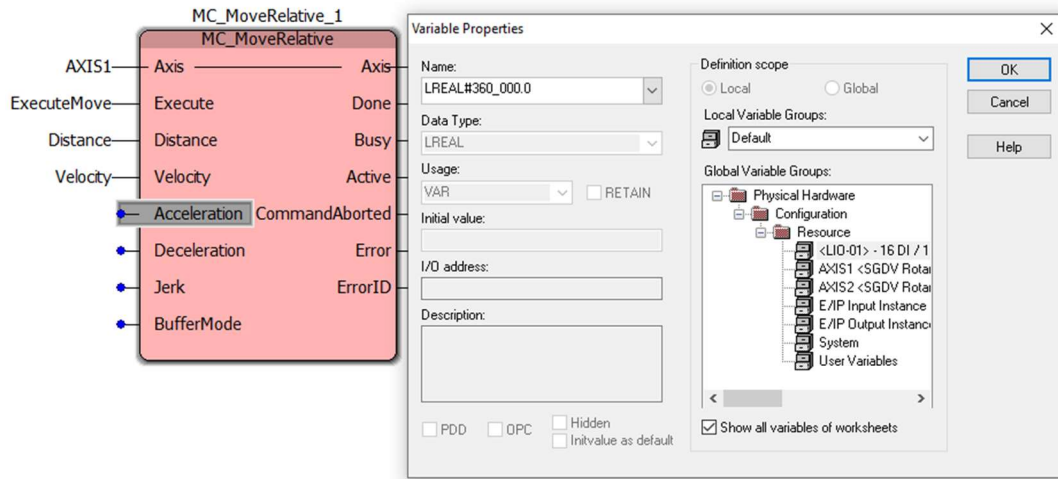 MC_MoveRelative_1
MC_MoveRelative
AXIS1 Axis Axis
ExecuteMove Execute Done
Distance Distance Busy
Velocity Velocity Active
Acceleration CommandAborted
Deceleration Error
Jerk ErrorID
BufferMode
Variable Properties
Name:
LREAL#360_000.0
Data Type:
LREAL
Usage:
VAR RETAIN
Initial value:
I/O address:
Description:
PDD OPC Hidden
Initvalue as default
Definition scope
Local Global
Local Variable Groups:
Default
Global Variable Groups:
Physical Hardware
Configuration
Resource
<LIO-01> - 16 DI / 1
AXIS1 <SGDV Rotar
AXIS2 <SGDV Rotar
E/IP Input Instance
E/IP Output Instanc
System
User Variables
Show all variables of worksheets
OK
Cancel
Help